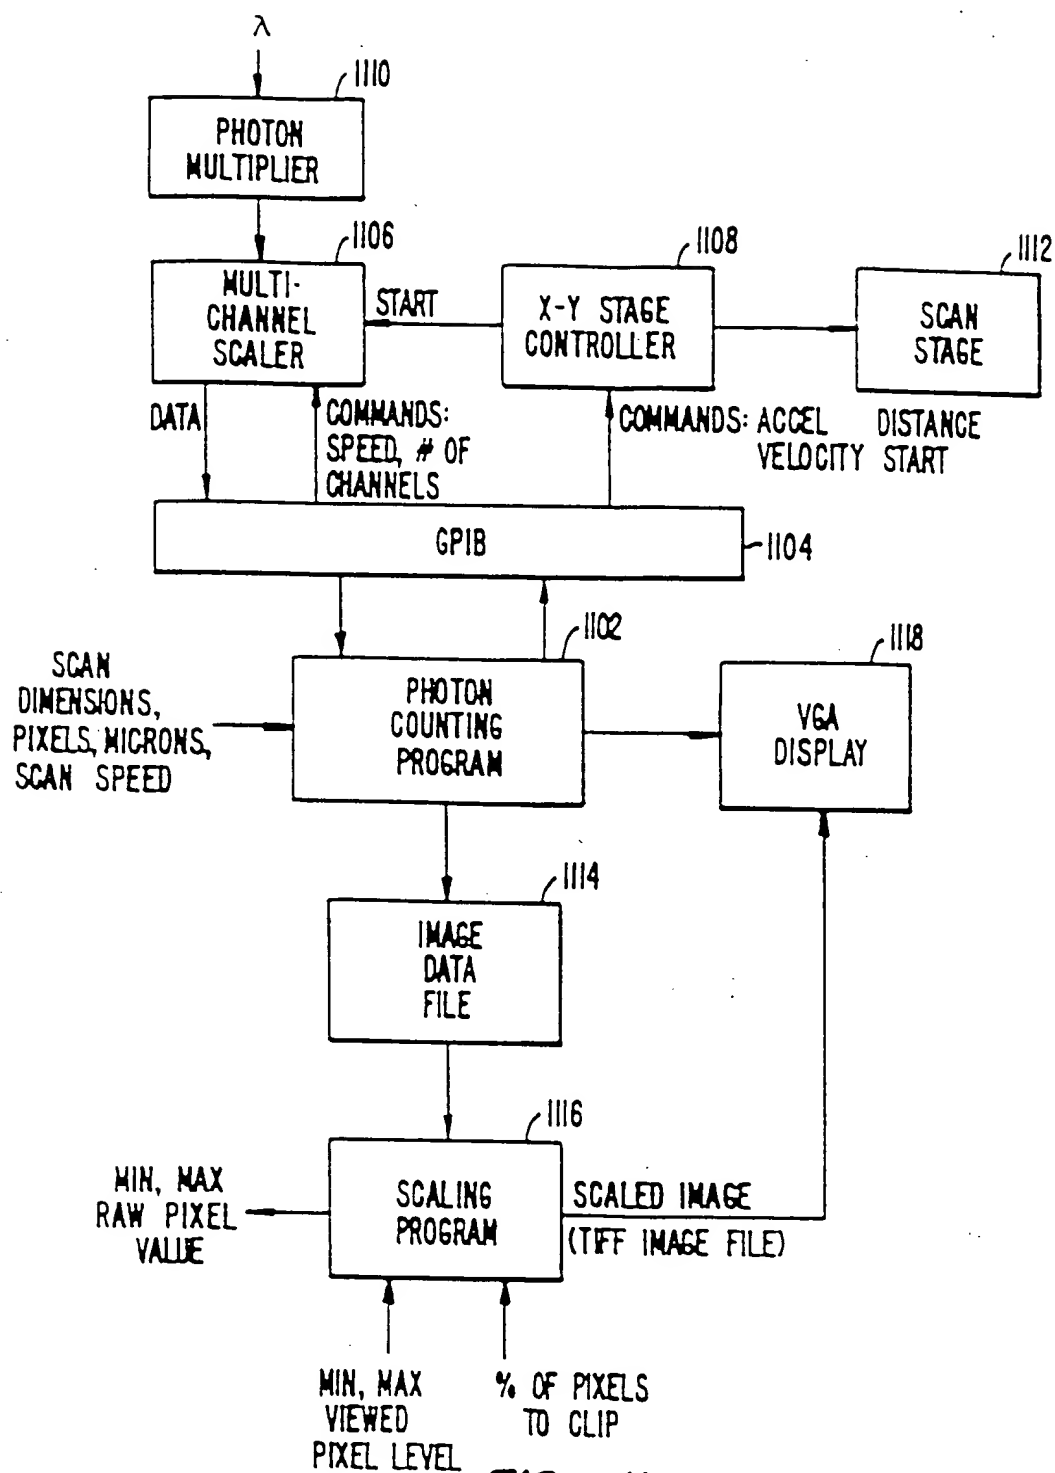 λ
1110
PHOTON
MULTIPLIER
1106
MULTI-
CHANNEL
SCALER
START
1108
X-Y STAGE
CONTROLLER
1112
SCAN
STAGE
DATA
COMMANDS:
SPEED, # OF
CHANNELS
COMMANDS: ACCEL DISTANCE
VELOCITY START
GPIB
1104
1102
SCAN
DIMENSIONS,
PIXELS, MICRONS,
SCAN SPEED
PHOTON
COUNTING
PROGRAM
1118
VGA
DISPLAY
1114
IMAGE
DATA
FILE
1116
MIN, MAX
RAW PIXEL
VALUE
SCALING
PROGRAM
SCALED IMAGE
(TIFF IMAGE FILE)
MIN, MAX
VIEWED
PIXEL LEVEL
% OF PIXELS
TO CLIP